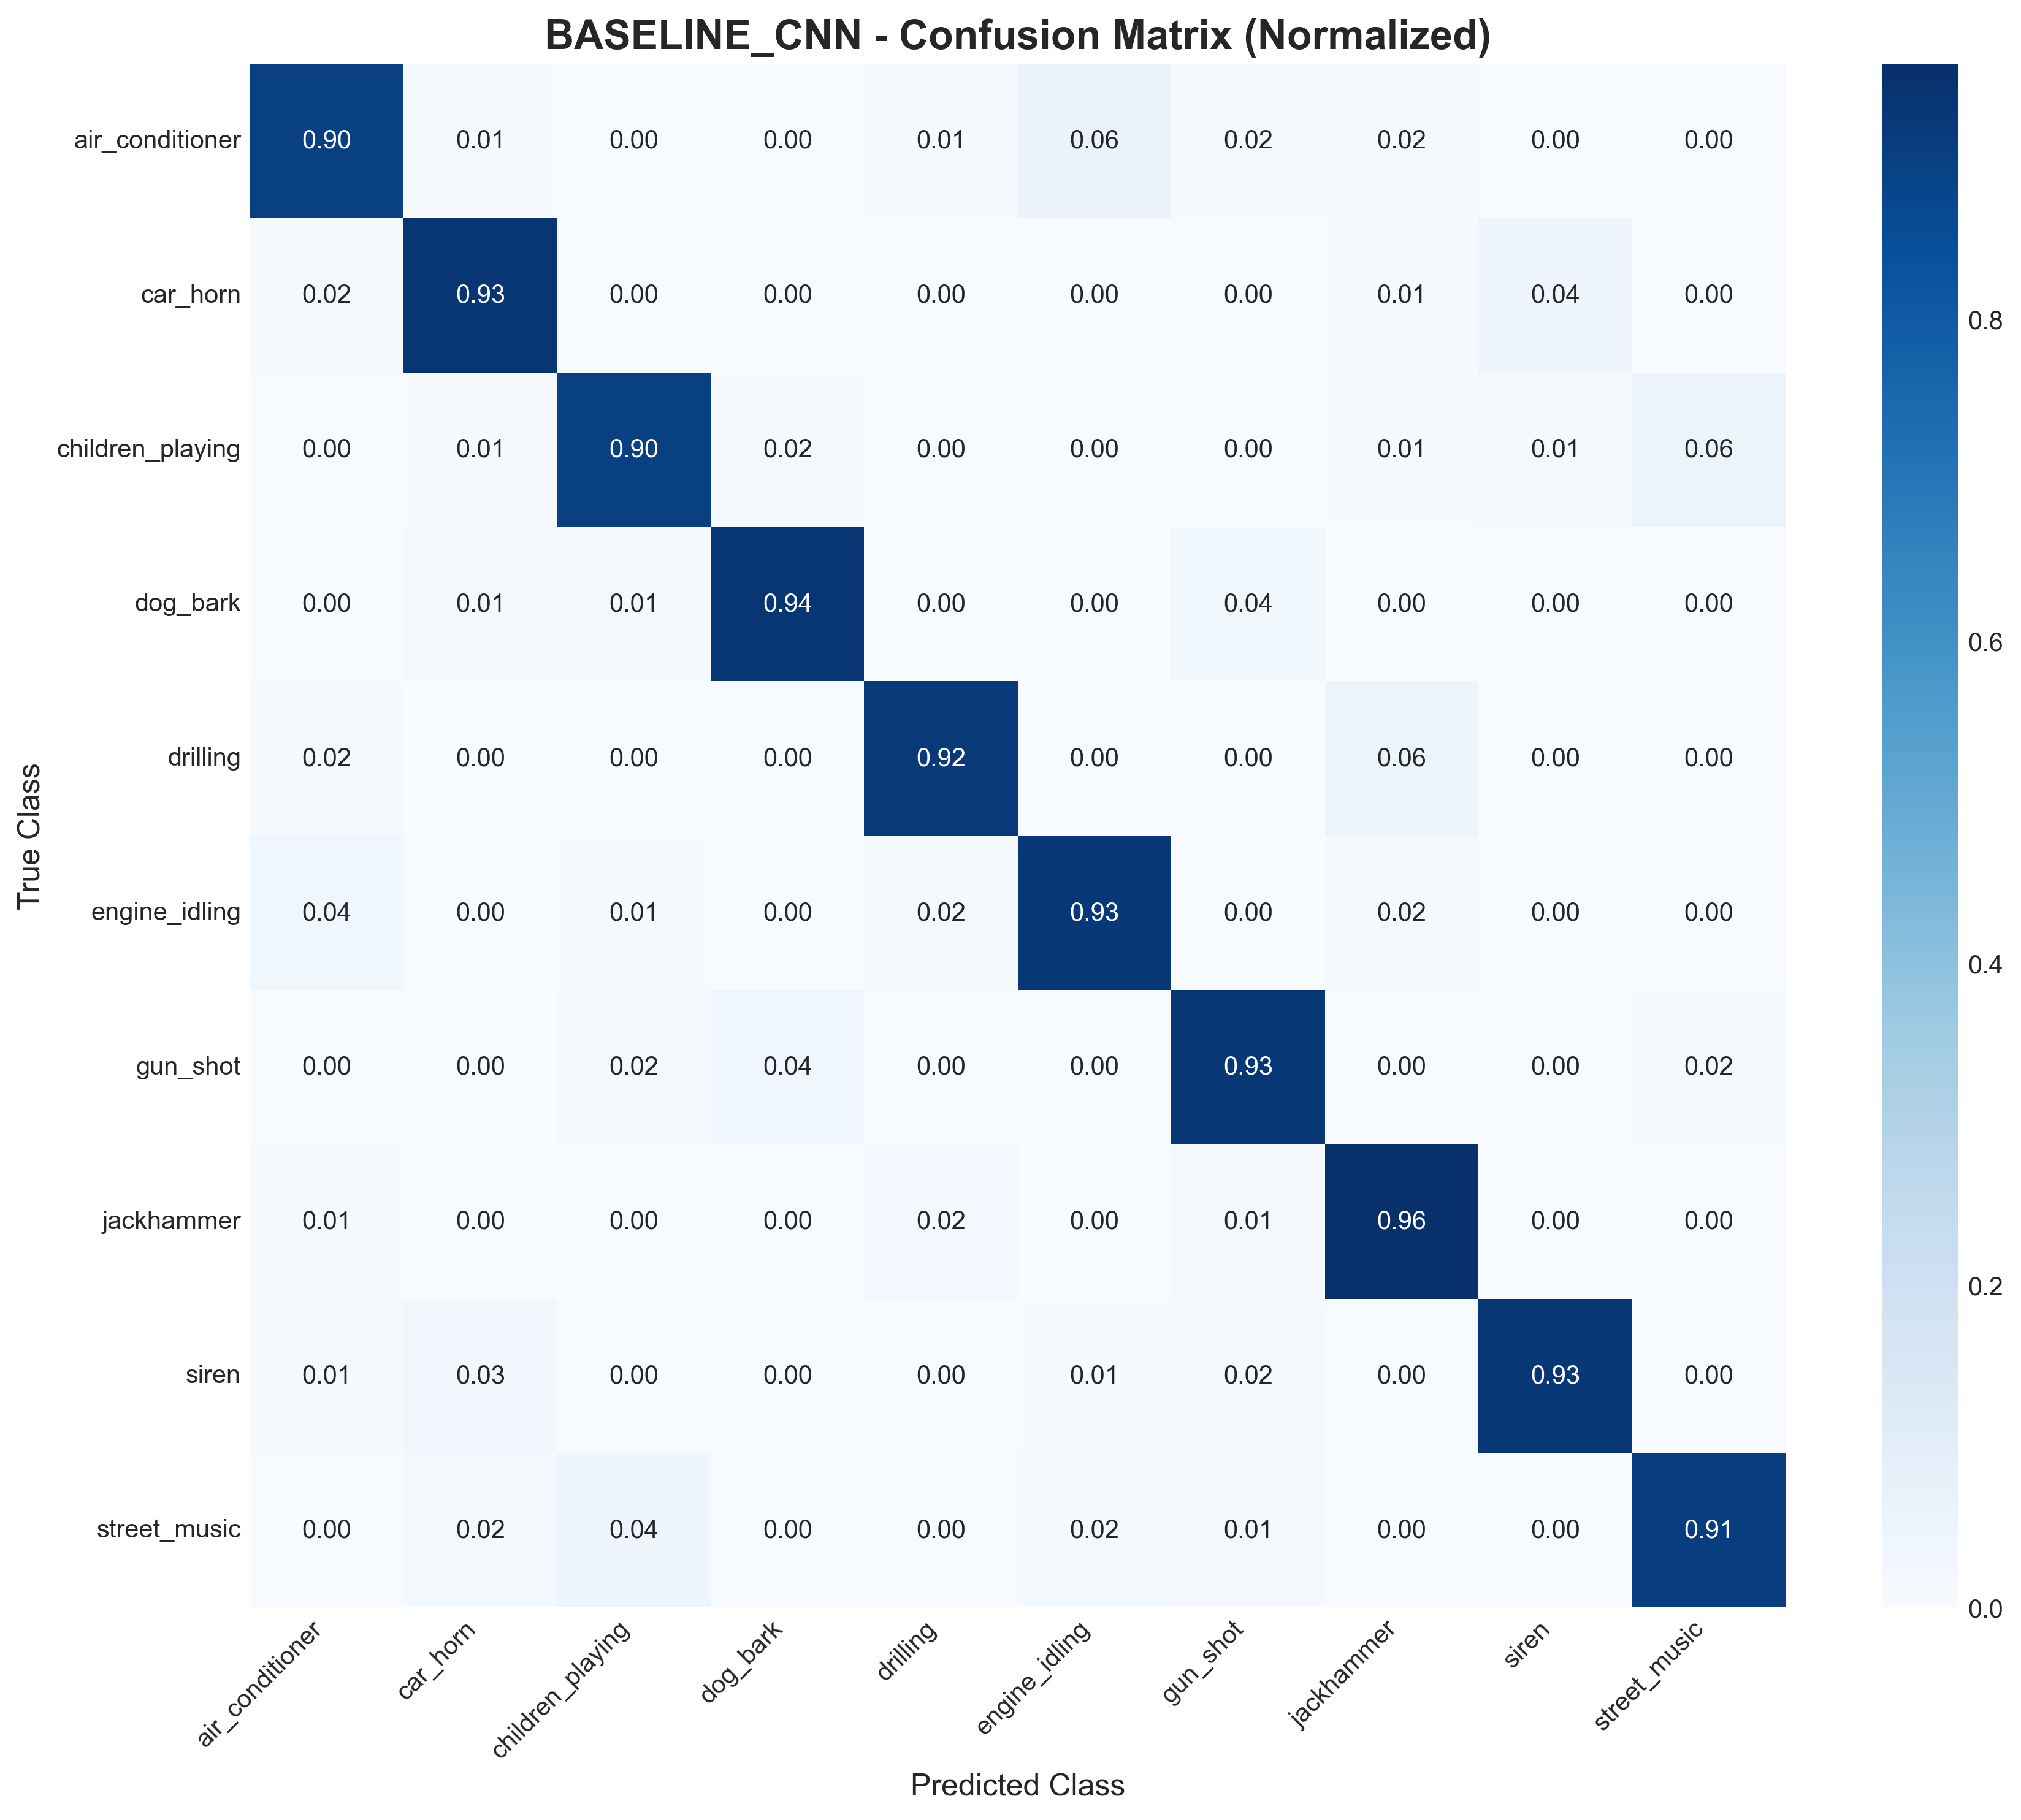 BASELINE_CNN - Confusion Matrix (Normalized)
air_conditioner 0.90 0.01 0.00 0.00 0.01 0.06 0.02 0.02 0.00 0.00
car_horn 0.02 0.93 0.00 0.00 0.00 0.00 0.00 0.01 0.04 0.00
children_playing 0.00 0.01 0.90 0.02 0.00 0.00 0.00 0.01 0.01 0.06
dog_bark 0.00 0.01 0.01 0.94 0.00 0.00 0.04 0.00 0.00 0.00
drilling 0.02 0.00 0.00 0.00 0.92 0.00 0.00 0.06 0.00 0.00
engine_idling 0.04 0.00 0.01 0.00 0.02 0.93 0.00 0.02 0.00 0.00
gun_shot 0.00 0.00 0.02 0.04 0.00 0.00 0.93 0.00 0.00 0.02
jackhammer 0.01 0.00 0.00 0.00 0.02 0.00 0.01 0.96 0.00 0.00
siren 0.01 0.03 0.00 0.00 0.00 0.01 0.02 0.00 0.93 0.00
street_music 0.00 0.02 0.04 0.00 0.00 0.02 0.01 0.00 0.00 0.91
True Class
air_conditioner car_horn children_playing dog_bark drilling engine_idling gun_shot jackhammer siren street_music
Predicted Class
0.8
0.6
0.4
0.2
0.0